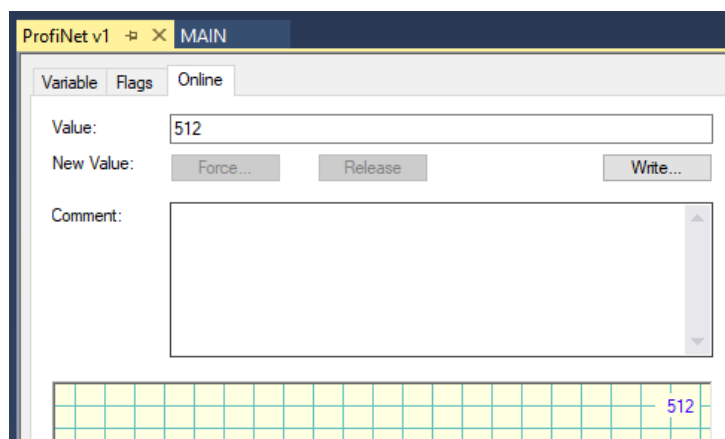 ProfiNet v1 MAIN
Variable Flags Online
Value: 512
New Value: Force... Release Write...
Comment:
512